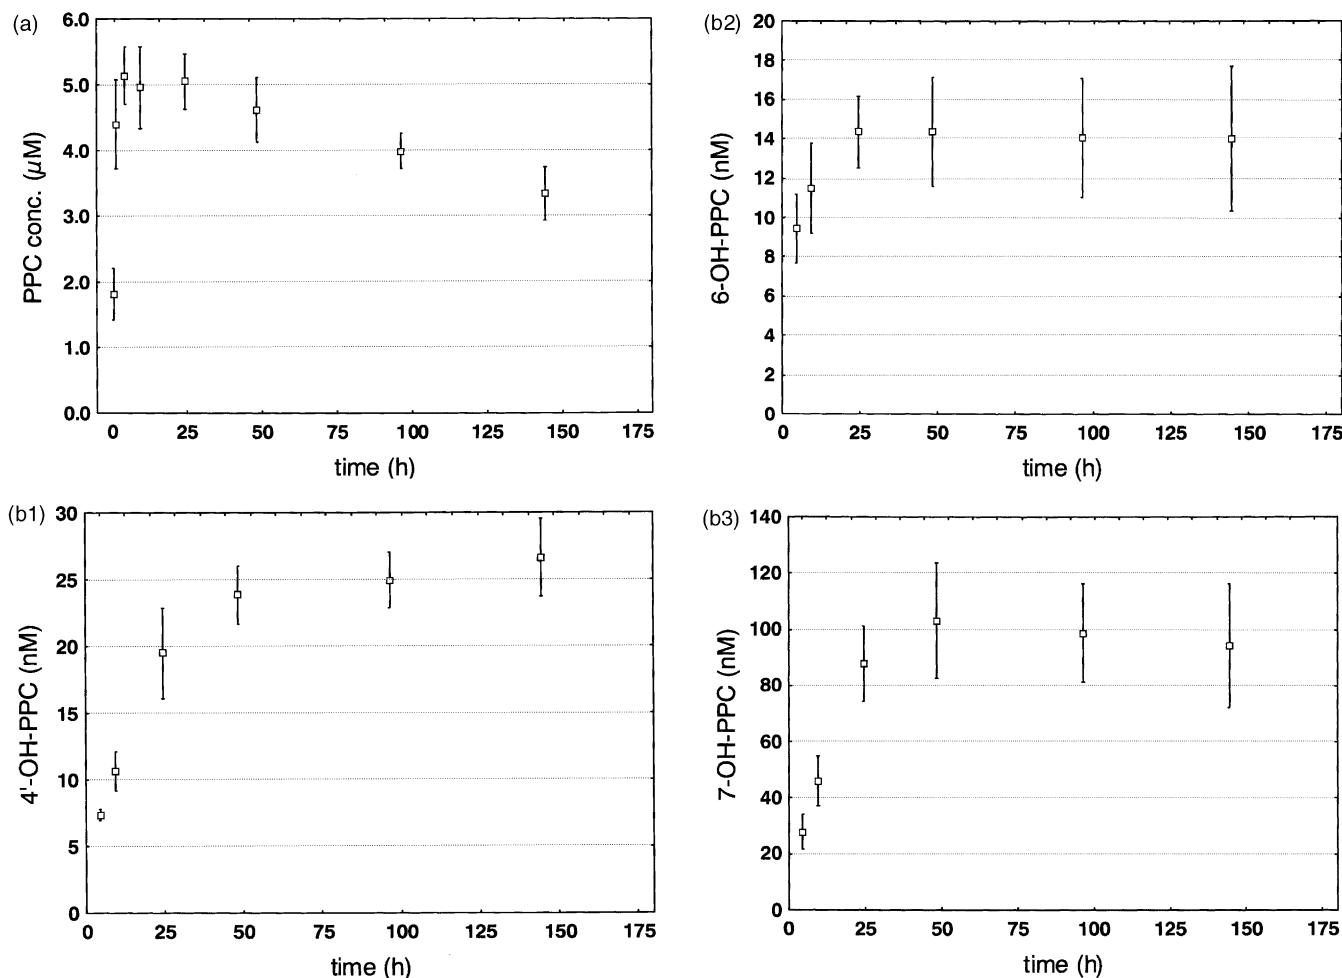 (a)
6.0
5.0
4.0
3.0
2.0
1.0
0.0
PPC conc. (µM)
0 25 50 75 100 125 150 175
time (h)
(b2)
20
18
16
14
12
10
8
6
4
2
0
6-OH-PPC (nM)
0 25 50 75 100 125 150 175
time (h)
(b1)
30
25
20
15
10
5
0
4'-OH-PPC (nM)
0 25 50 75 100 125 150 175
time (h)
(b3)
140
120
100
80
60
40
20
0
7-OH-PPC (nM)
0 25 50 75 100 125 150 175
time (h)